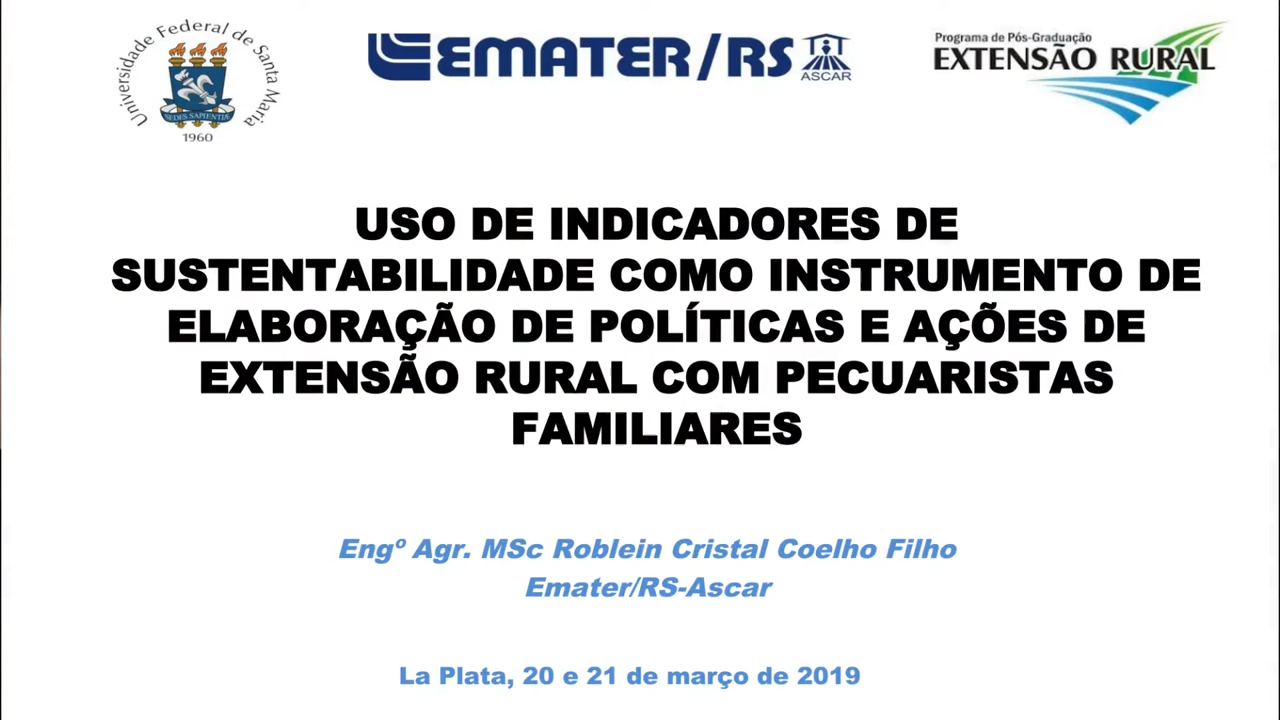 Universidade Federal de Santa Maria
SEDES SAPIENTIÆ
1960
EMATER/RS
ASCAR
Programa de Pós-Graduação
EXTENSÃO RURAL
USO DE INDICADORES DE
SUSTENTABILIDADE COMO INSTRUMENTO DE
ELABORAÇÃO DE POLÍTICAS E AÇÕES DE
EXTENSÃO RURAL COM PECUARISTAS
FAMILIARES
Engº Agr. MSc Roblein Cristal Coelho Filho
Emater/RS-Ascar
La Plata, 20 e 21 de março de 2019